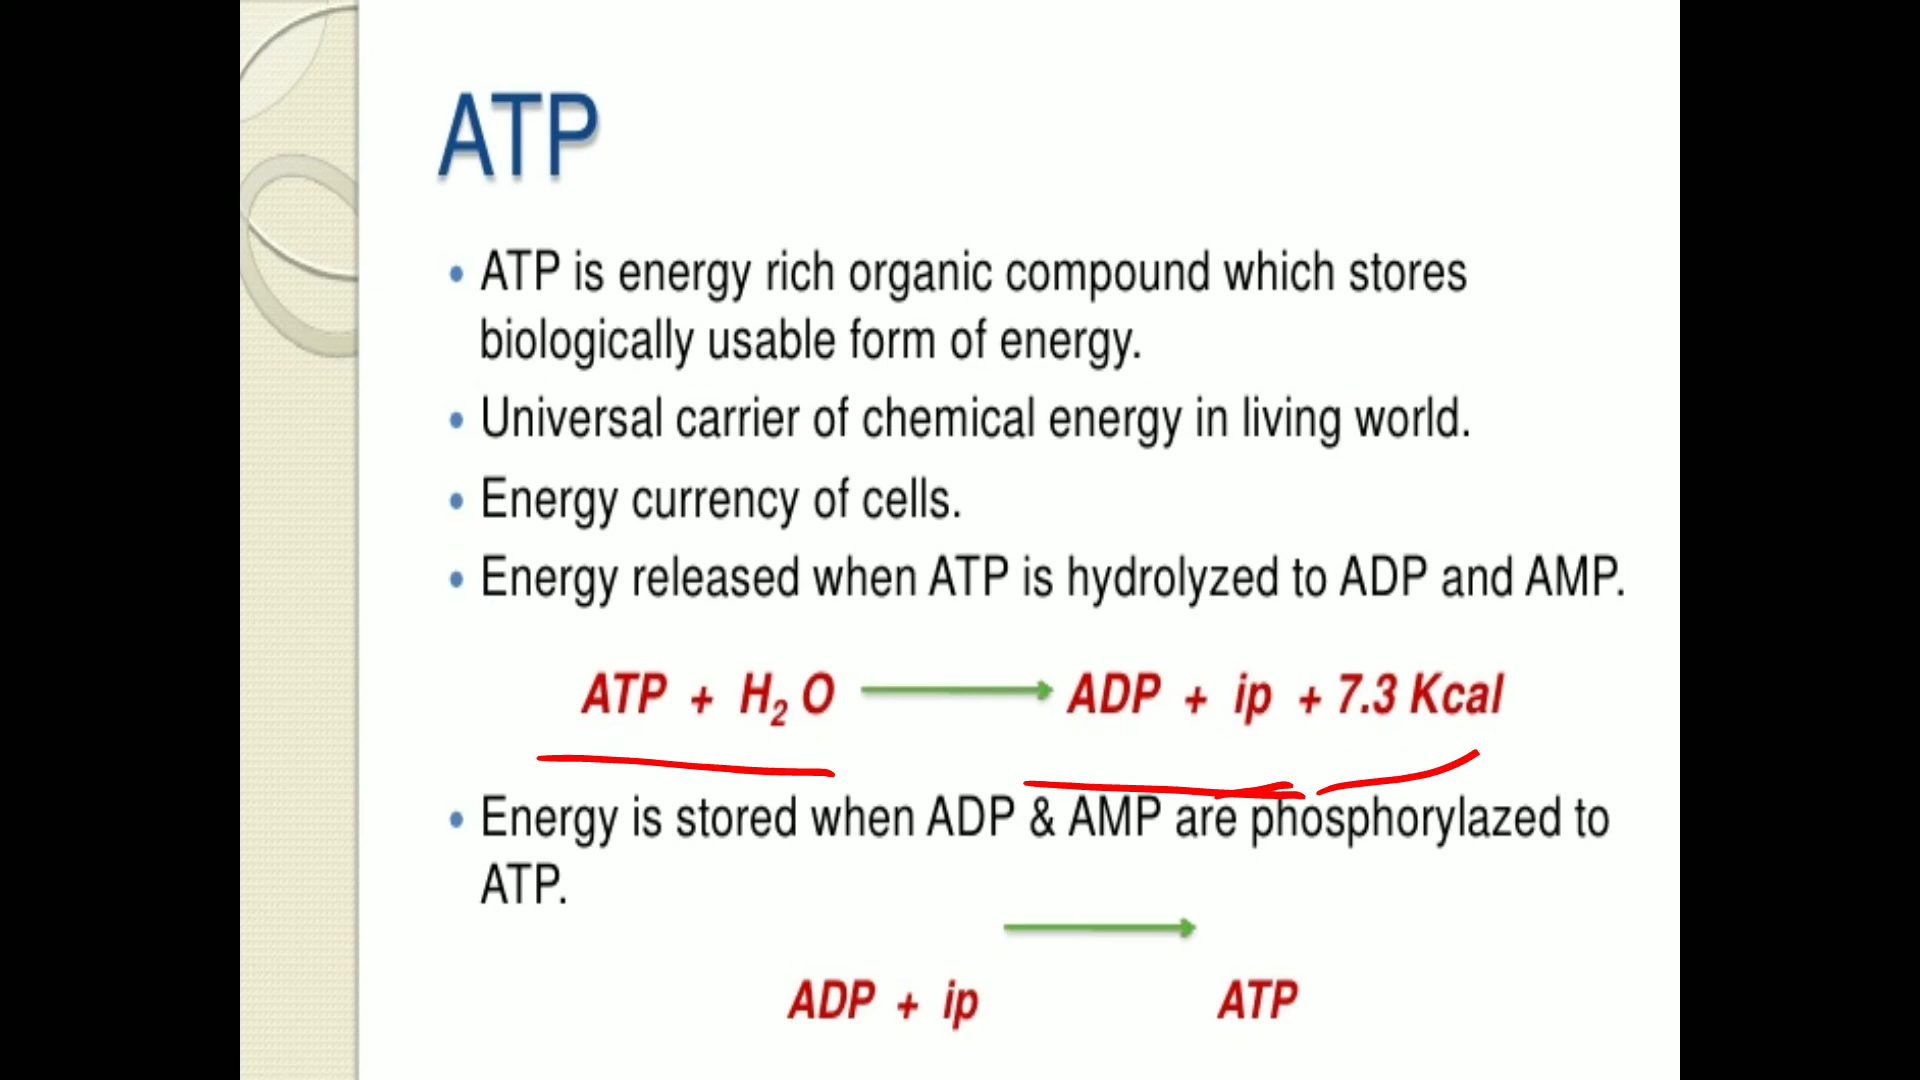 ATP
• ATP is energy rich organic compound which stores
biologically usable form of energy.
• Universal carrier of chemical energy in living world.
• Energy currency of cells.
• Energy released when ATP is hydrolyzed to ADP and AMP.
ATP + H₂ O → ADP + ip + 7.3 Kcal
• Energy is stored when ADP & AMP are phosphorylazed to
ATP.
ADP + ip → ATP